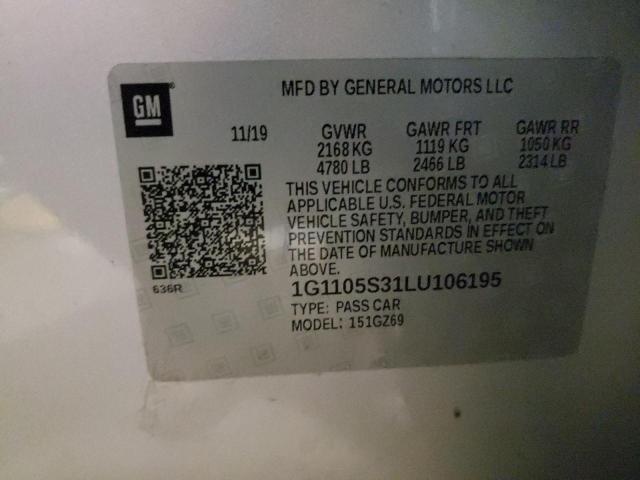 GM
MFD BY GENERAL MOTORS LLC
11/19 GVWR GAWR FRT GAWR RR
2168 KG 1119 KG 1050 KG
4780 LB 2466 LB 2314 LB
THIS VEHICLE CONFORMS TO ALL
APPLICABLE U.S. FEDERAL MOTOR
VEHICLE SAFETY, BUMPER, AND THEFT
PREVENTION STANDARDS IN EFFECT ON
THE DATE OF MANUFACTURE SHOWN
ABOVE.
636R
1G1105S31LU106195
TYPE: PASS CAR
MODEL: 151GZ69